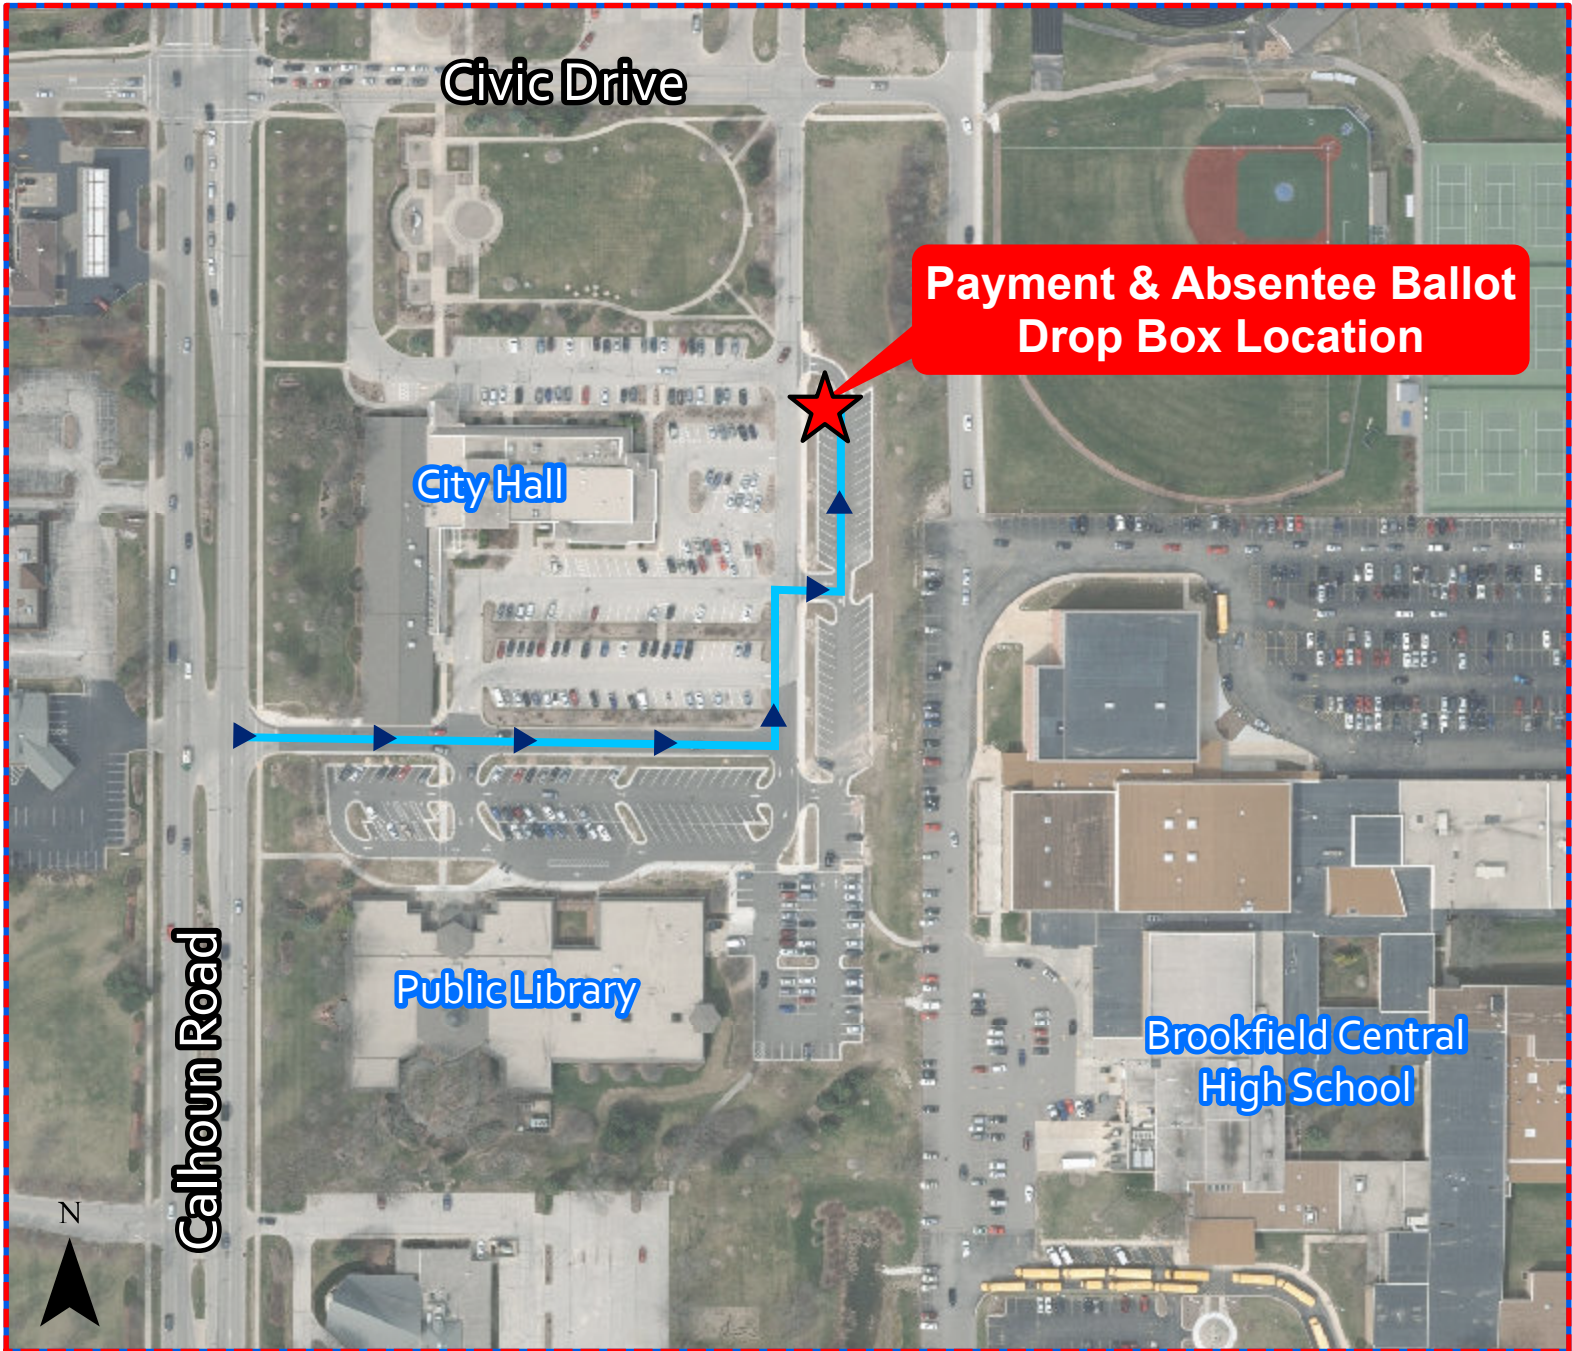 Civic Drive
Payment & Absentee Ballot
Drop Box Location
City Hall
Public Library
Calhoun Road
Brookfield Central
High School
N